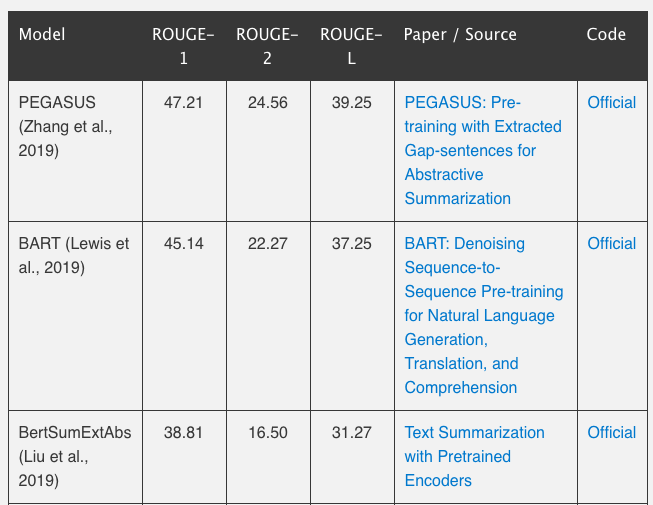 Model ROUGE-1 ROUGE-2 ROUGE-L Paper / Source Code
PEGASUS (Zhang et al., 2019) 47.21 24.56 39.25 PEGASUS: Pre-training with Extracted Gap-sentences for Abstractive Summarization Official
BART (Lewis et al., 2019) 45.14 22.27 37.25 BART: Denoising Sequence-to-Sequence Pre-training for Natural Language Generation, Translation, and Comprehension Official
BertSumExtAbs (Liu et al., 2019) 38.81 16.50 31.27 Text Summarization with Pretrained Encoders Official